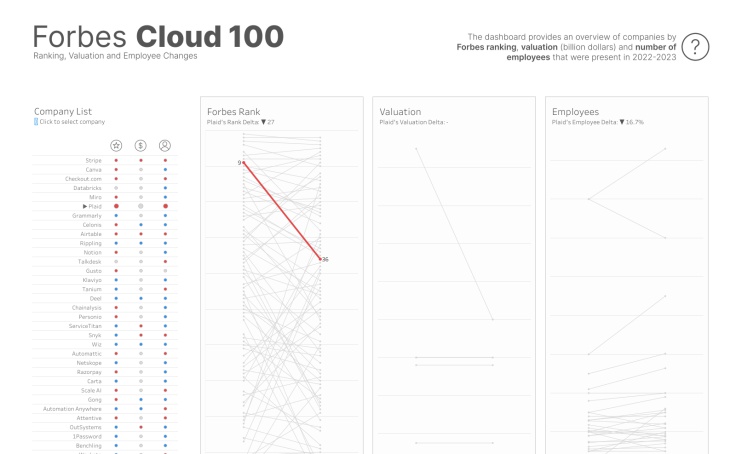 Forbes Cloud 100
Ranking, Valuation and Employee Changes
The dashboard provides an overview of companies by
Forbes ranking, valuation (billion dollars) and number of
employees that were present in 2022-2023
?
Company List
Click to select company
$
Stripe
Canva
Checkout.com
Databricks
Miro
▶ Plaid
Grammarly
Celonis
Airtable
Rippling
Notion
Talkdesk
Gusto
Klaviyo
Tanium
Deel
Chainalysis
Personio
ServiceTitan
Snyk
Wiz
Automattic
Netskope
Razorpay
Carta
Scale AI
Gong
Automation Anywhere
Attentive
OutSystems
1Password
Benchling
Forbes Rank
Plaid's Rank Delta: ▼ 27
9
36
Valuation
Plaid's Valuation Delta: -
Employees
Plaid's Employee Delta: ▼ 16.7%